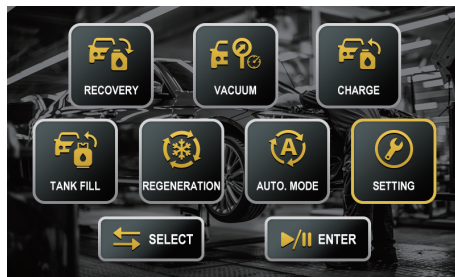 RECOVERY
VACUUM
CHARGE
TANK FILL
REGENERATION
A
AUTO. MODE
SETTING
SELECT
ENTER